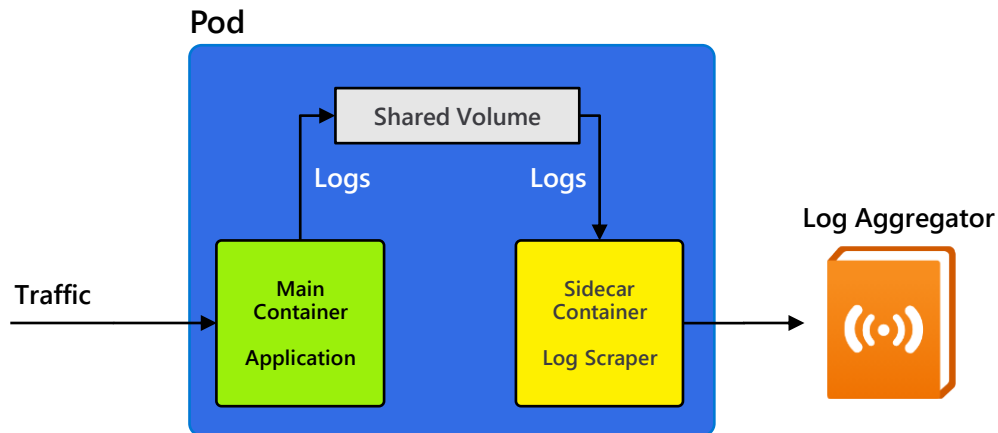 Pod
Shared Volume
Logs
Logs
Log Aggregator
Traffic
Main
Container
Application
Sidecar
Container
Log Scraper